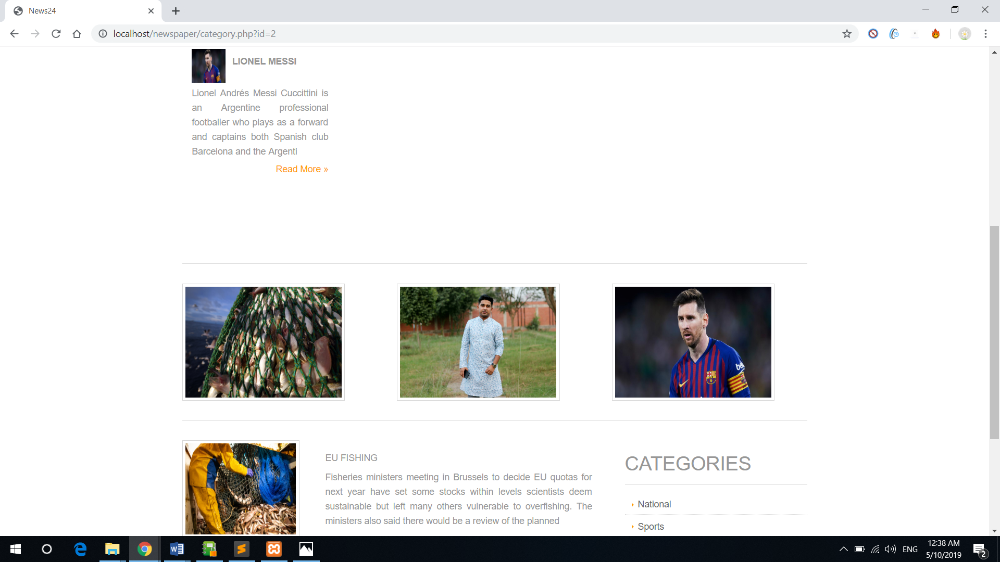 News24
localhost/newspaper/category.php?id=2
LIONEL MESSI
Lionel Andrés Messi Cuccittini is
an Argentine professional
footballer who plays as a forward
and captains both Spanish club
Barcelona and the Argenti
Read More »
EU FISHING
Fisheries ministers meeting in Brussels to decide EU quotas for
next year have set some stocks within levels scientists deem
sustainable but left many others vulnerable to overfishing. The
ministers also said there would be a review of the planned
CATEGORIES
National
Sports
ENG
12:38 AM
5/10/2019
2